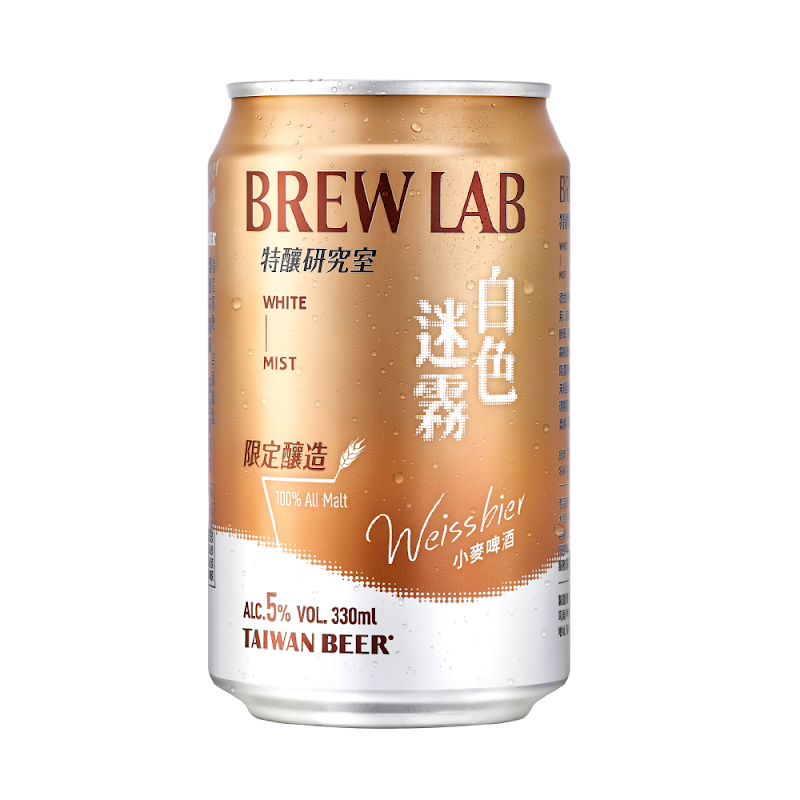 BREW LAB
特釀研究室
WHITE
MIST
白色
迷霧
限定釀造
100% All Malt
Weissbier
小麥啤酒
ALC.5% VOL. 330ml
TAIWAN BEER